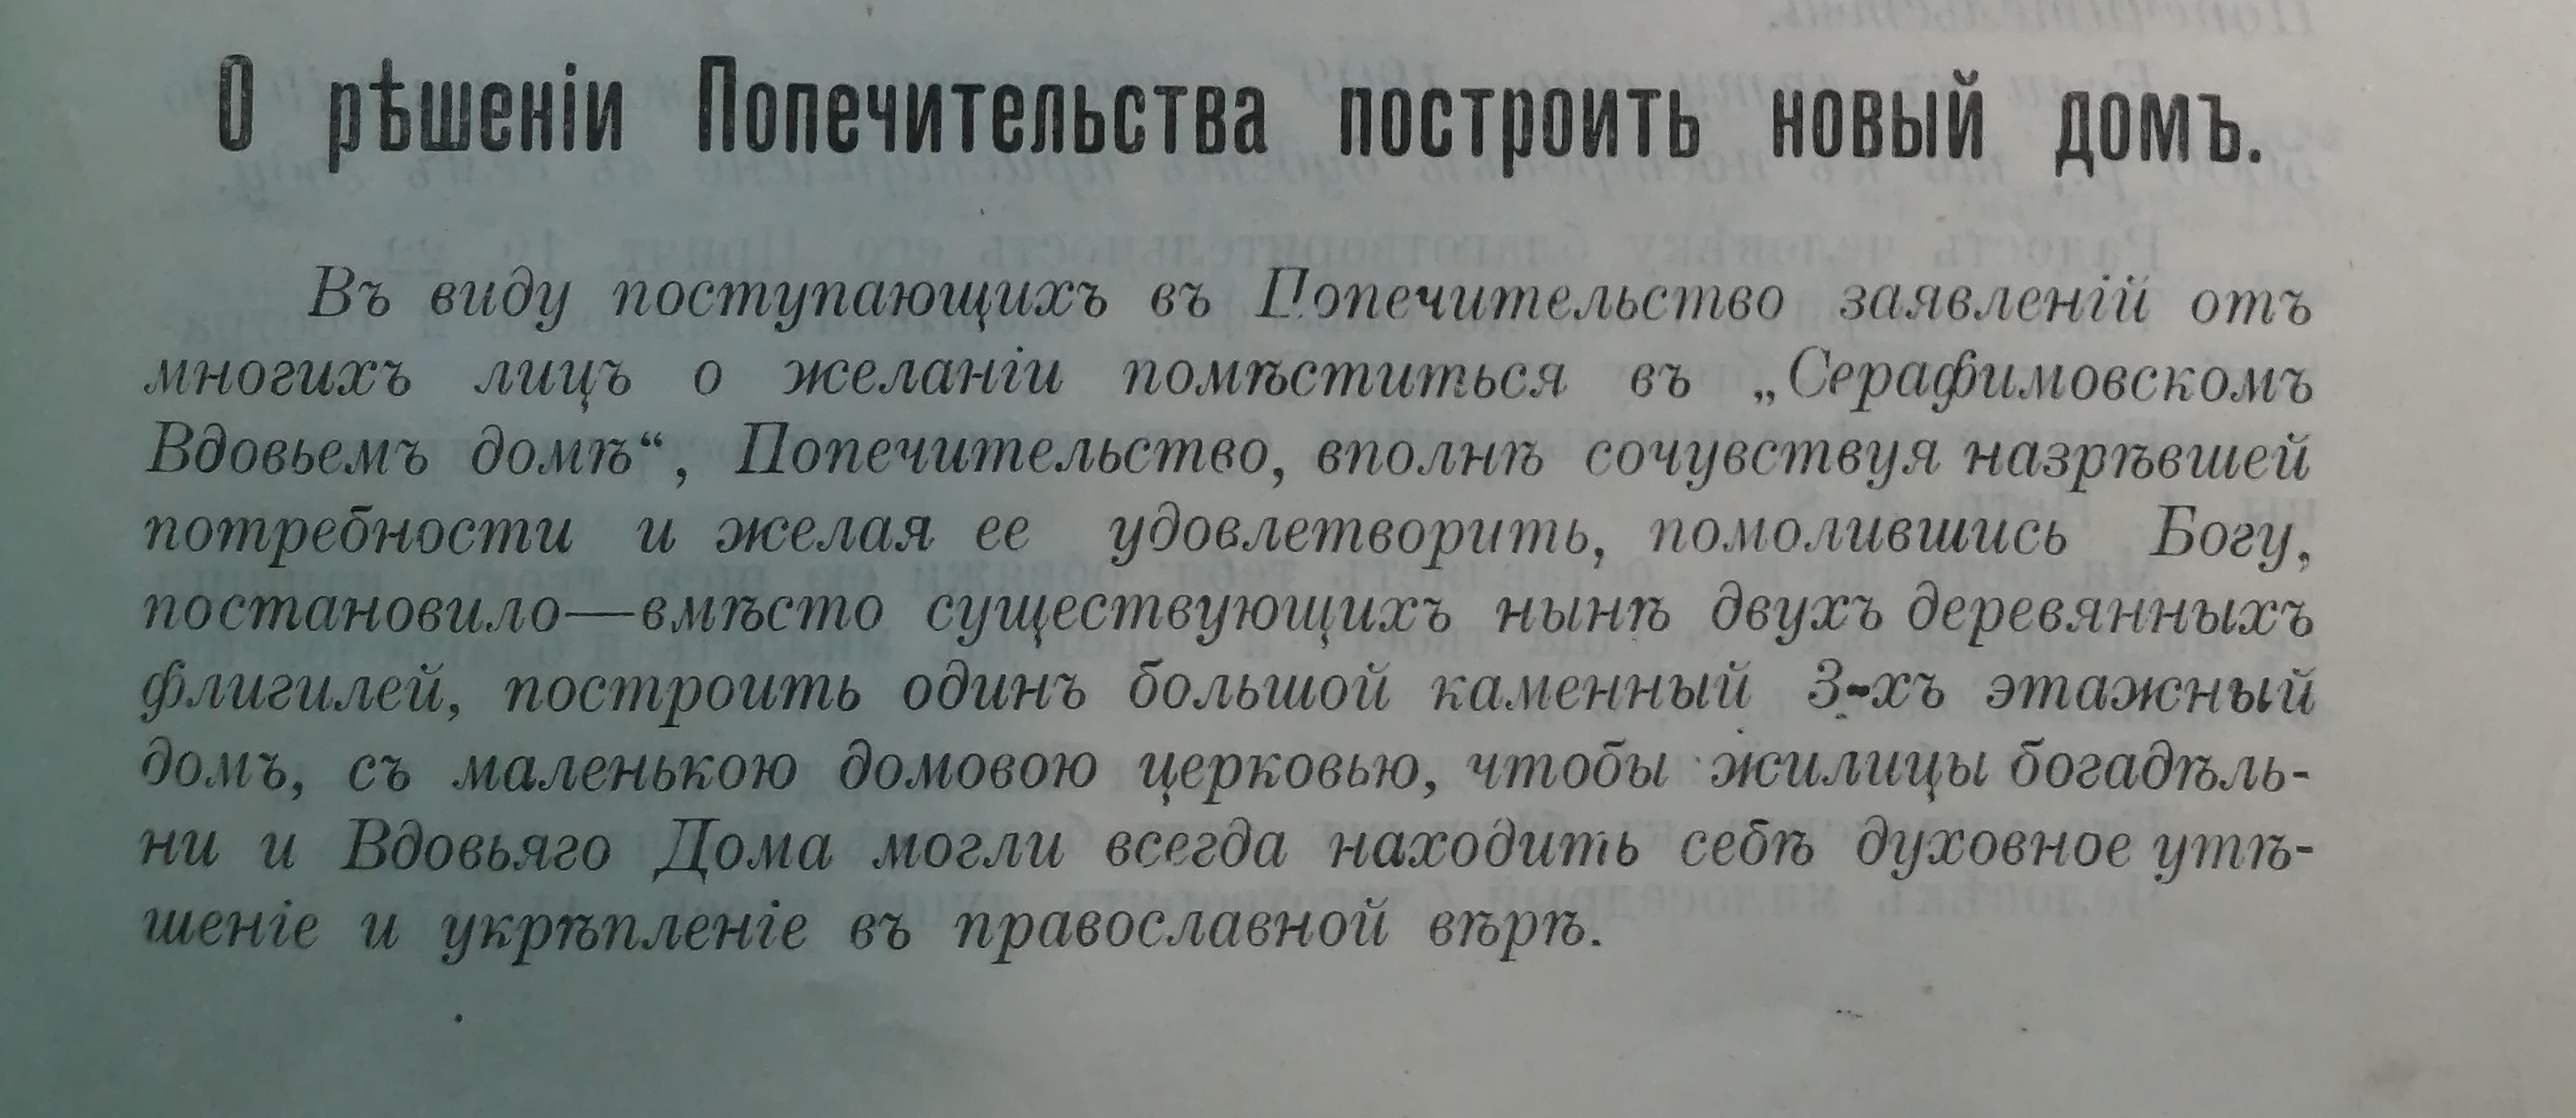 О рѣшеніи Попечительства построить новый домъ.
Въ виду поступающихъ въ Попечительство заявленій отъ
многихъ лицъ о желаніи помѣститься въ „Серафимовскомъ
Вдовьемъ домѣ“, Попечительство, вполнѣ сочувствуя назрѣвшей
потребности и желая ее удовлетворить, помолившись Богу,
постановило—вмѣсто существующихъ нынѣ двухъ деревянныхъ
флигилей, построить одинъ большой каменный 3-хъ этажный
домъ, съ маленькою домовою церковью, чтобы жилицы богадѣль-
ни и Вдовьяго Дома могли всегда находить себѣ духовное утѣ-
шеніе и укрѣпленіе въ православной вѣрѣ.